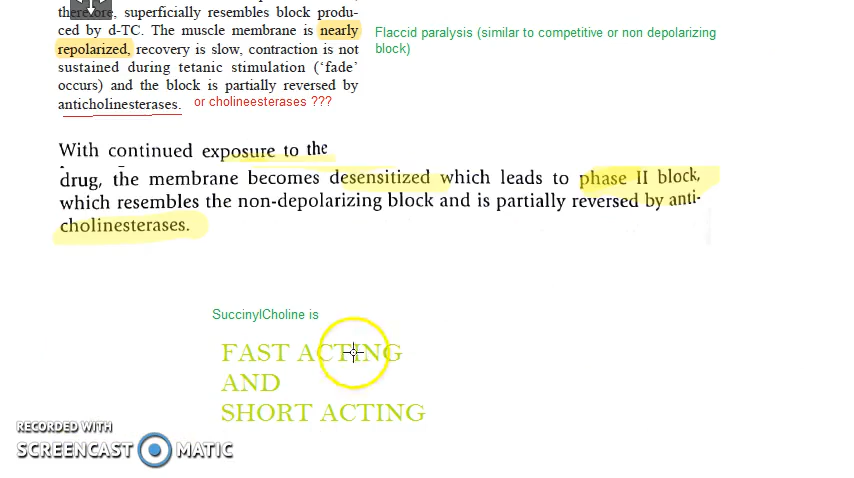 therefore, superficially resembles block produ-
ced by d-TC. The muscle membrane is nearly
repolarized, recovery is slow, contraction is not
sustained during tetanic stimulation (‘fade’
occurs) and the block is partially reversed by
anticholinesterases.
or cholineesterases ???
Flaccid paralysis (similar to competitive or non depolarizing
block)
With continued exposure to the
drug, the membrane becomes desensitized which leads to phase II block,
which resembles the non-depolarizing block and is partially reversed by anti-
cholinesterases.
SuccinylCholine is
FAST ACTING
AND
SHORT ACTING
RECORDED WITH
SCREENCAST MATIC